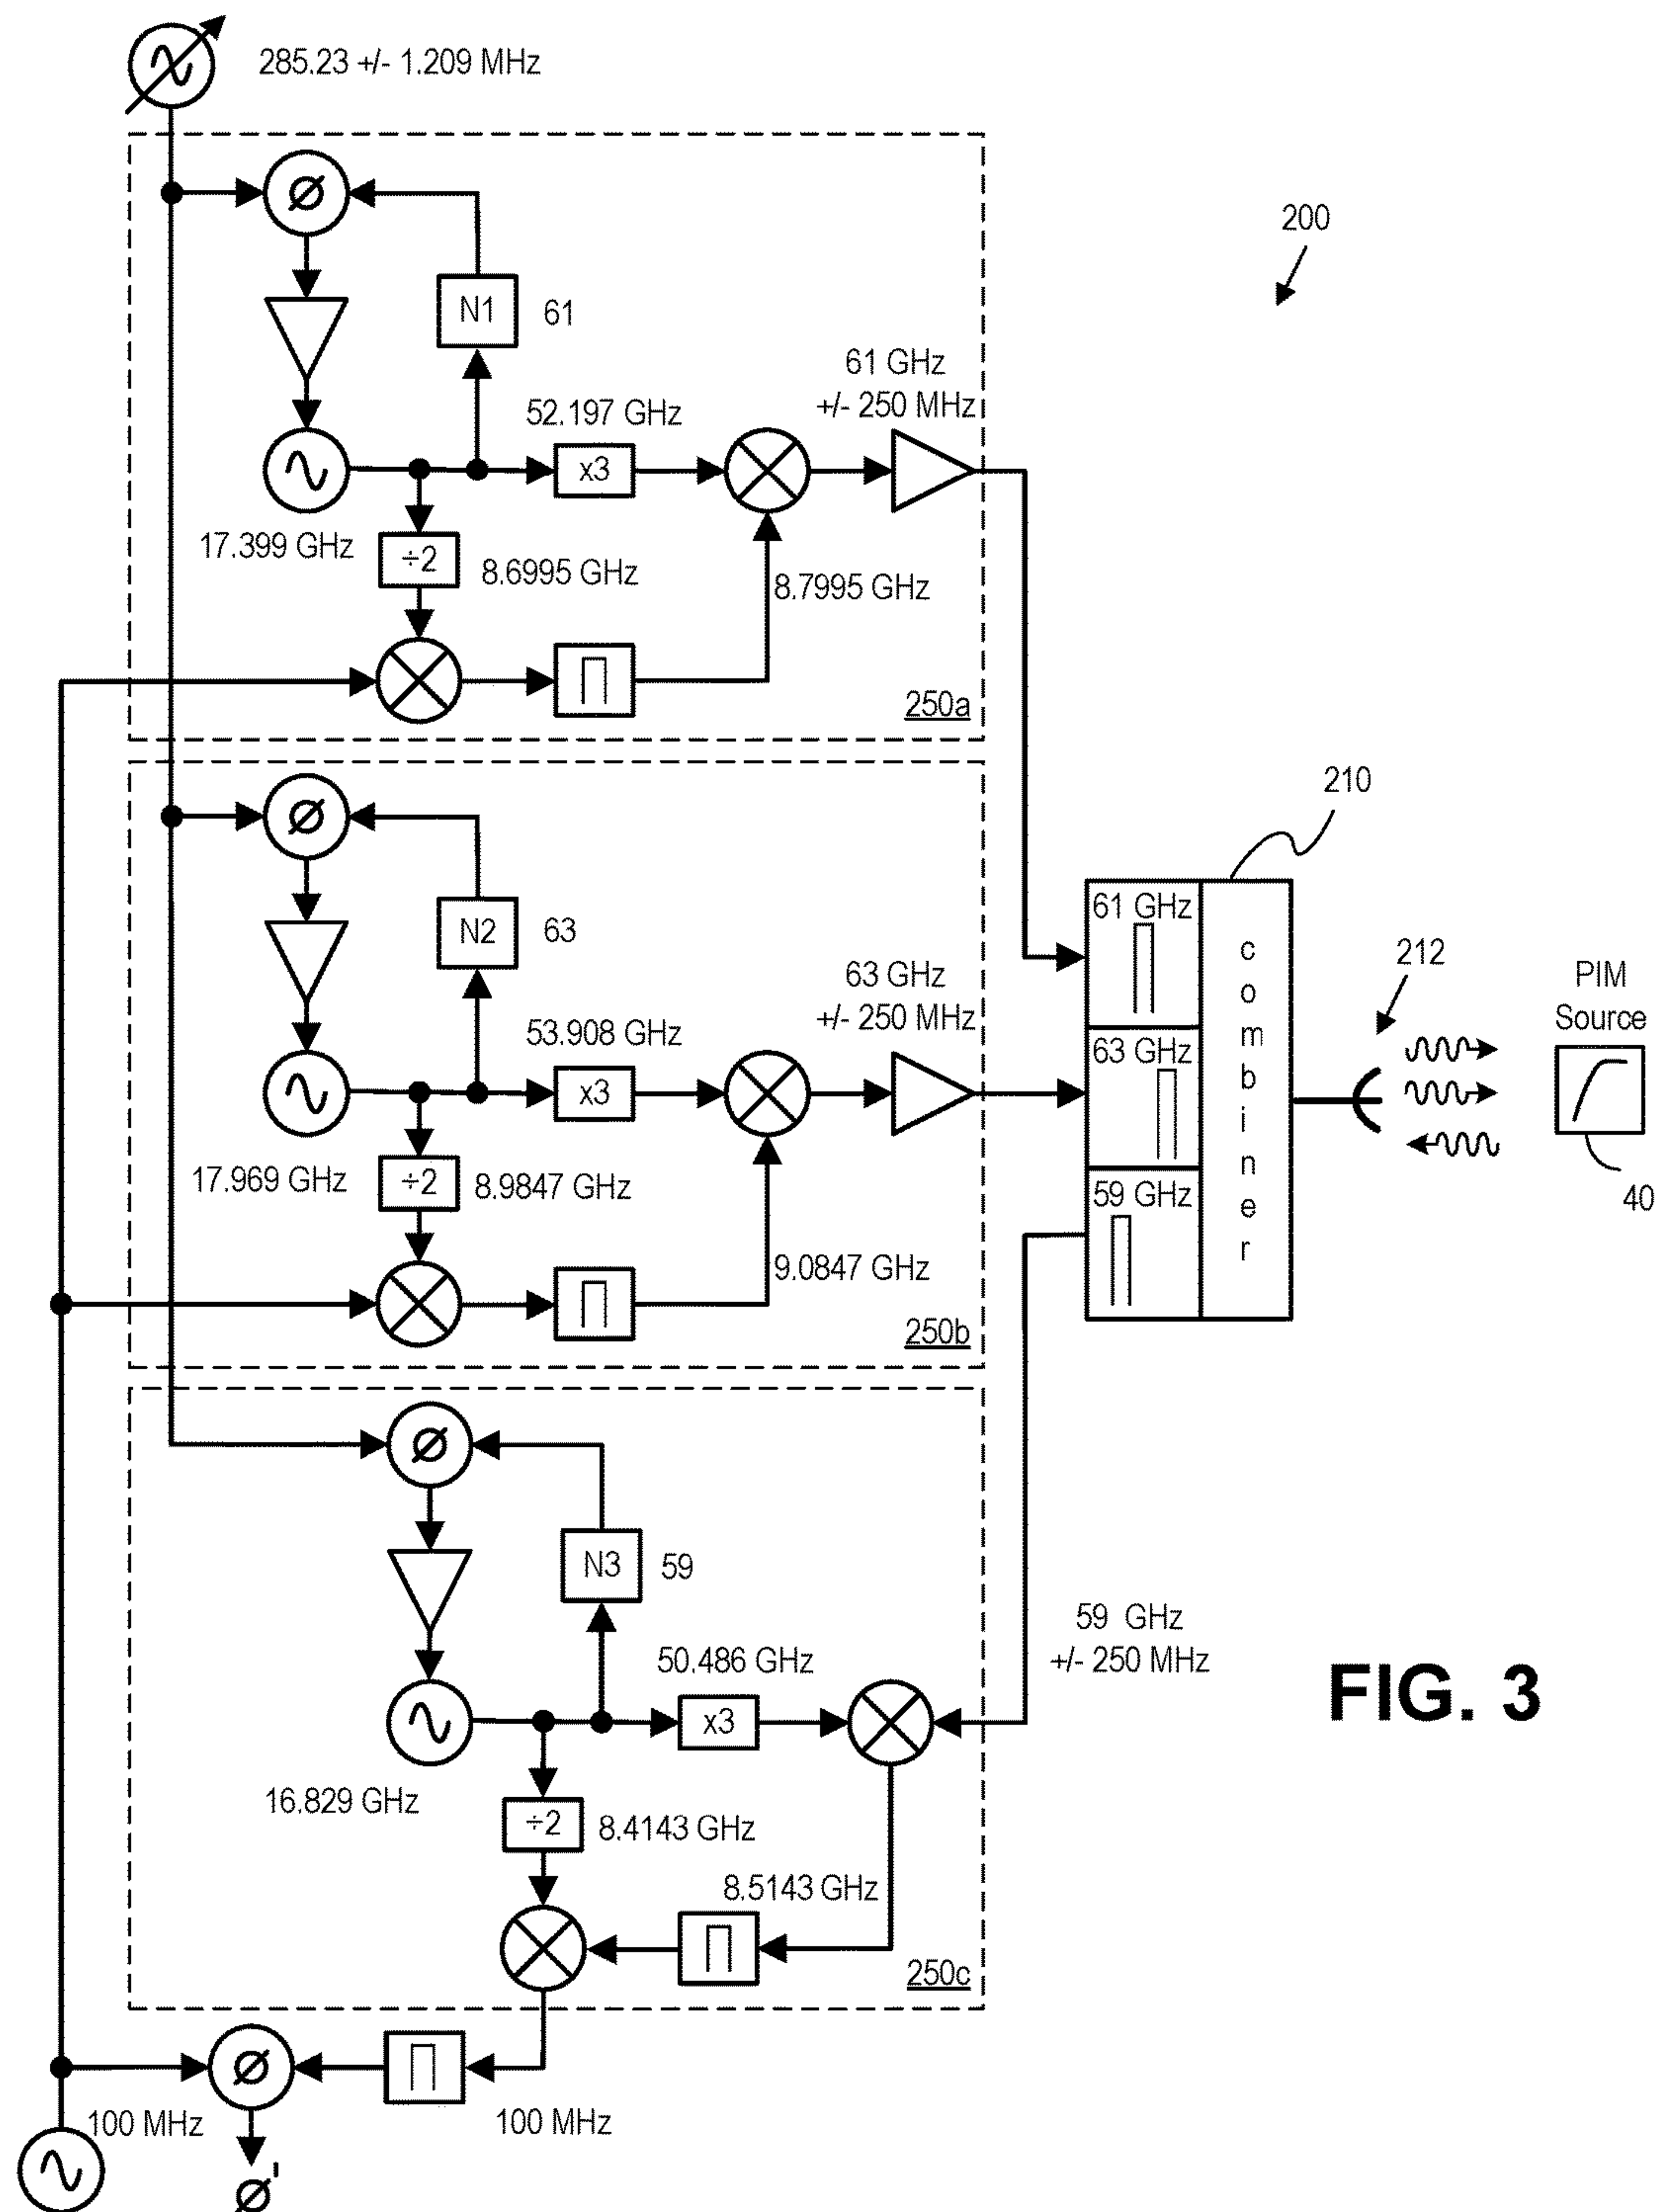 285.23 +/- 1.209 MHz
200
Ø
N1
61
61 GHz
+/- 250 MHz
52.197 GHz
x3
17.399 GHz
÷2
8.6995 GHz
8.7995 GHz
250a
Ø
N2
63
63 GHz
+/- 250 MHz
53.908 GHz
x3
17.969 GHz
÷2
8.9847 GHz
9.0847 GHz
250b
210
61 GHz
63 GHz
59 GHz
combiner
212
PIM
Source
40
Ø
N3
59
59 GHz
+/- 250 MHz
50.486 GHz
x3
16.829 GHz
÷2
8.4143 GHz
8.5143 GHz
250c
FIG. 3
Ø
100 MHz
100 MHz
Ø'